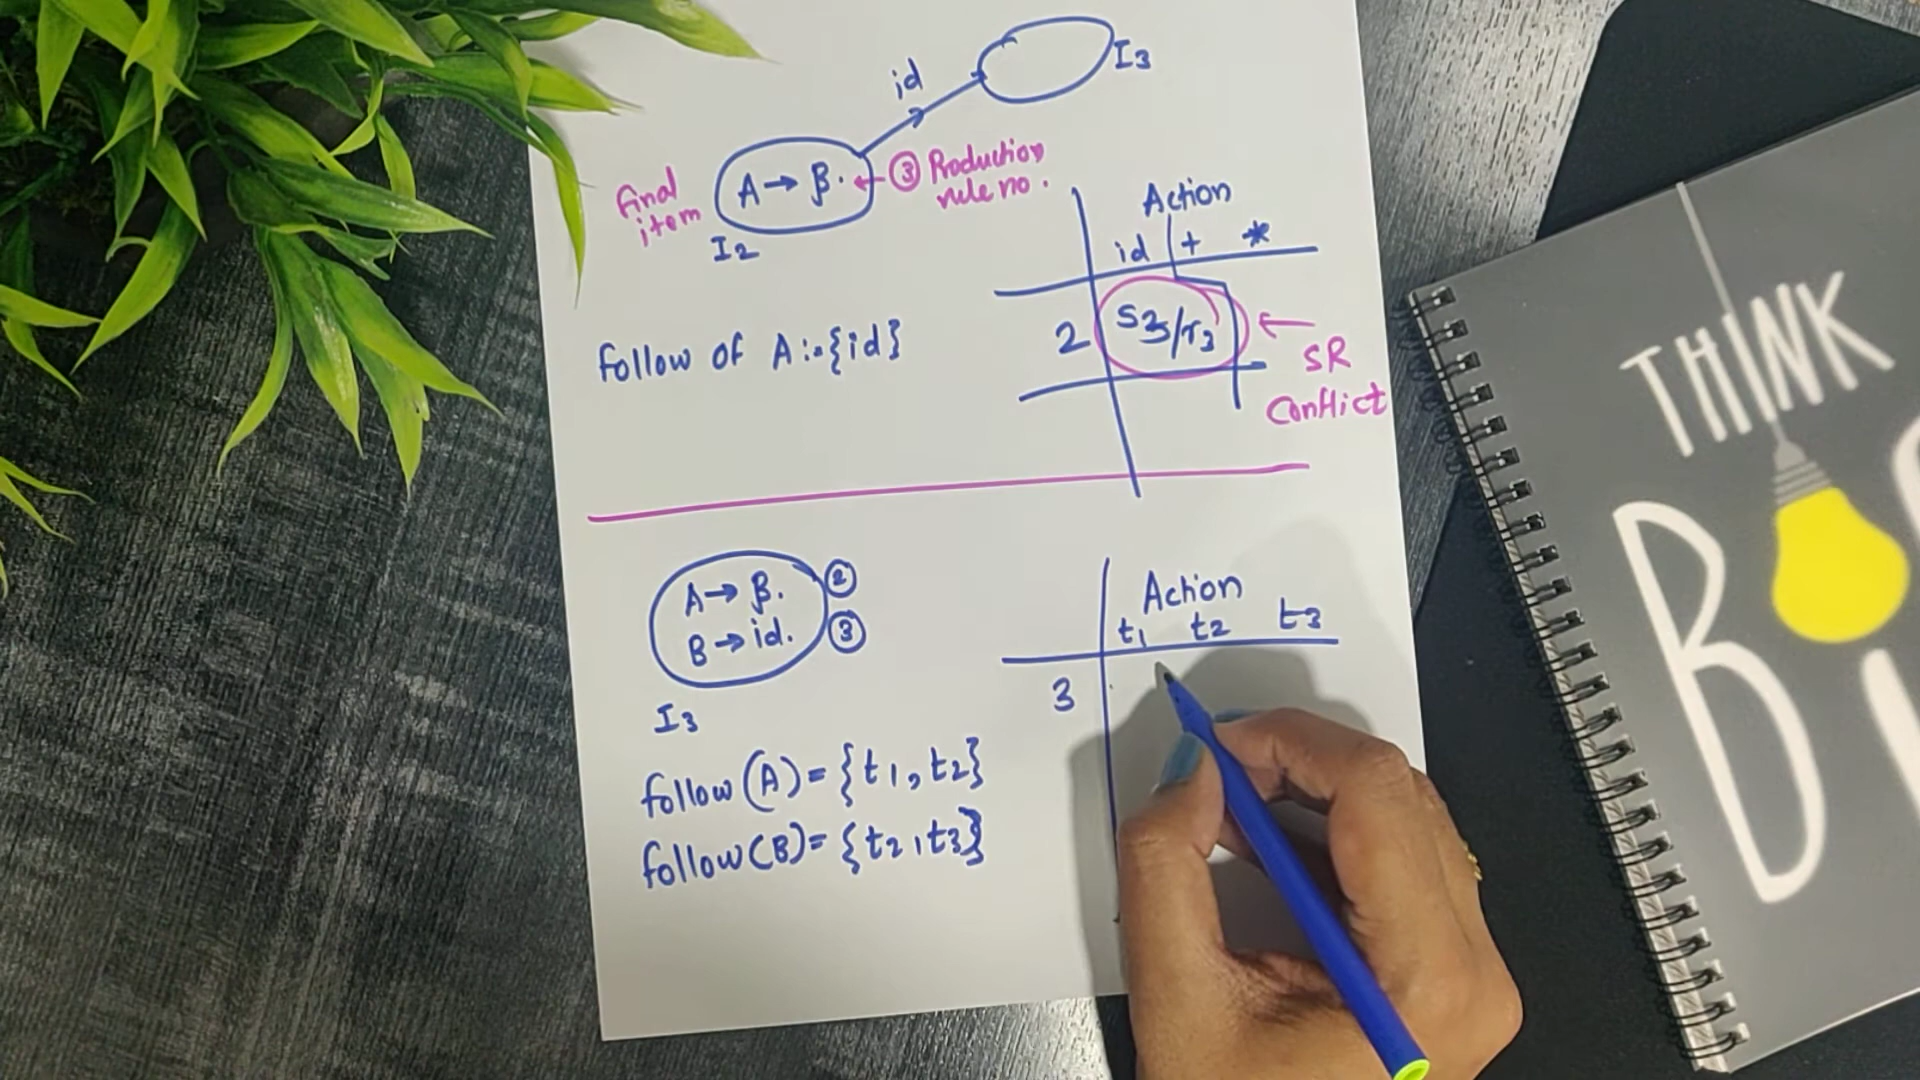 id
I3
A → β. ← ③ Production
rule no.
final
item
I2
Action
id + *
follow of A :- {id}
2 S3/r3 ←
SR
Conflict
A → β. ②
B → id. ③
I3
follow (A) = {t1, t2}
follow (B) = {t2, t3}
Action
t1 t2 t3
3
THINK